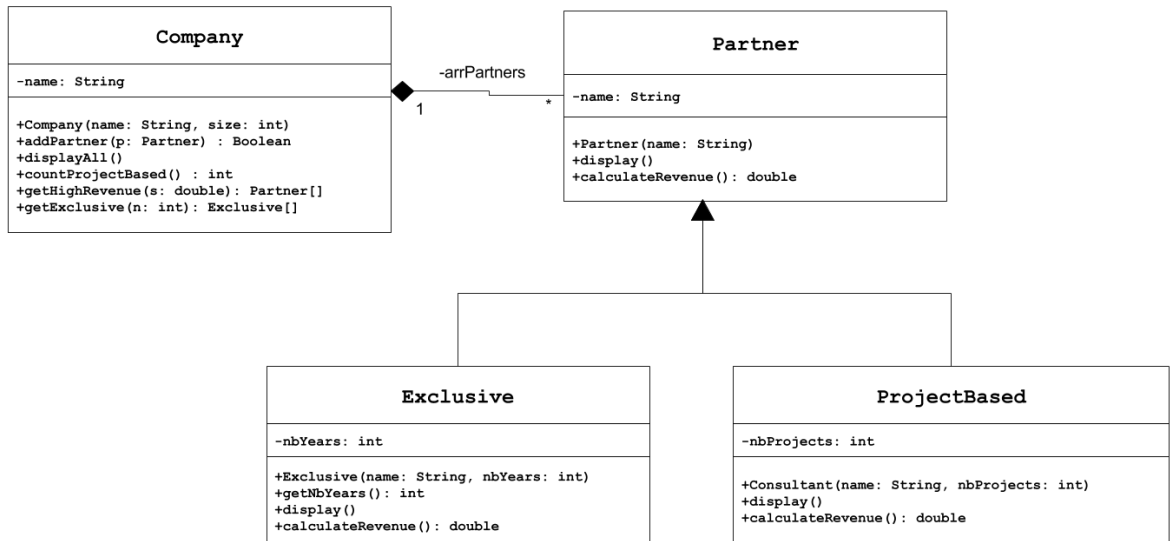 Company
-name: String
+Company(name: String, size: int)
+addPartner(p: Partner) : Boolean
+displayAll()
+countProjectBased() : int
+getHighRevenue(s: double): Partner[]
+getExclusive(n: int): Exclusive[]
-arrPartners
1
*
Partner
-name: String
+Partner(name: String)
+display()
+calculateRevenue(): double
Exclusive
-nbYears: int
+Exclusive(name: String, nbYears: int)
+getNbYears(): int
+display()
+calculateRevenue(): double
ProjectBased
-nbProjects: int
+Consultant(name: String, nbProjects: int)
+display()
+calculateRevenue(): double